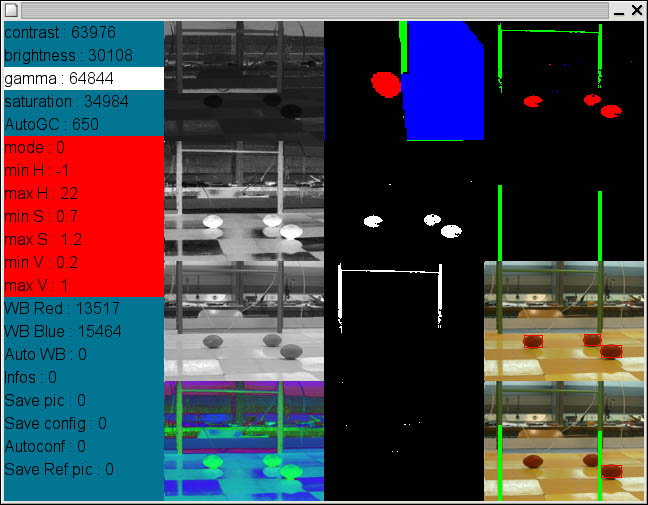 contrast : 63976
brightness : 30108
gamma : 64844
saturation : 34984
AutoGC : 650
mode : 0
min H : -1
max H : 22
min S : 0.7
max S : 1.2
min V : 0.2
max V : 1
WB Red : 13517
WB Blue : 15464
Auto WB : 0
Infos : 0
Save pic : 0
Save config : 0
Autoconf : 0
Save Ref pic : 0